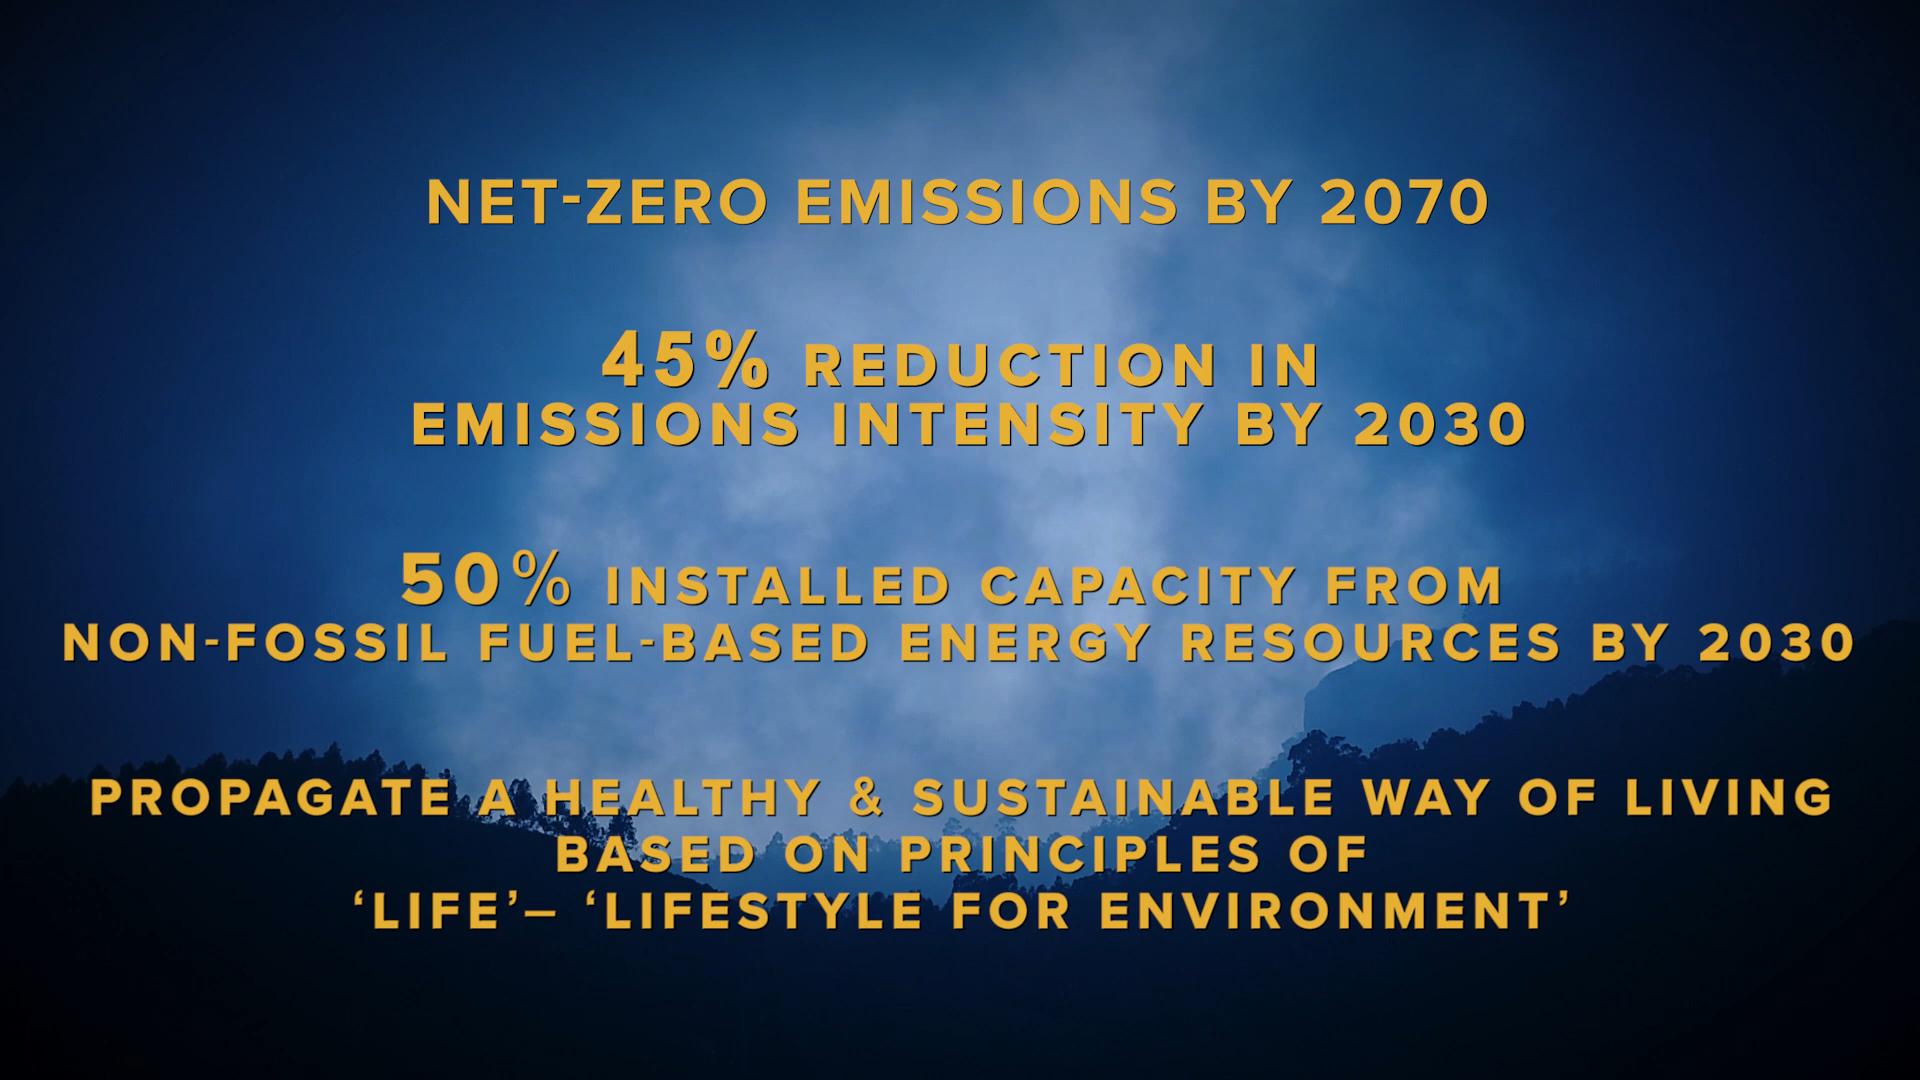 NET-ZERO EMISSIONS BY 2070
45% REDUCTION IN
EMISSIONS INTENSITY BY 2030
50% INSTALLED CAPACITY FROM
NON-FOSSIL FUEL-BASED ENERGY RESOURCES BY 2030
PROPAGATE A HEALTHY & SUSTAINABLE WAY OF LIVING
BASED ON PRINCIPLES OF
‘LIFE’– ‘LIFESTYLE FOR ENVIRONMENT’